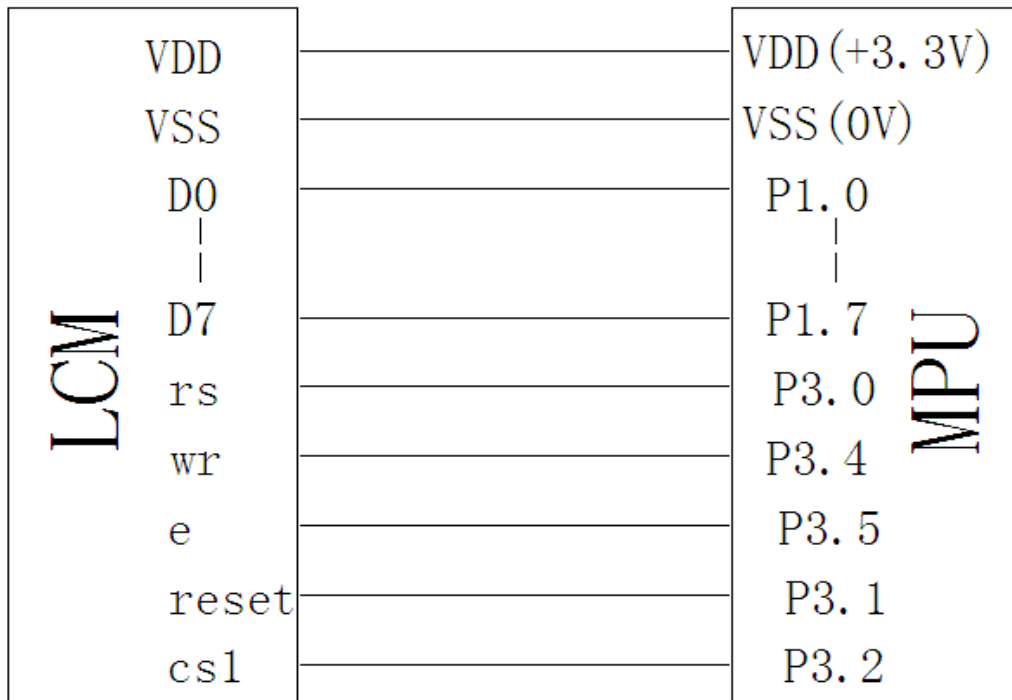 VDD VDD(+3.3V)
VSS VSS(0V)
D0 P1.0
D7 P1.7
LCM MPU
rs P3.0
wr P3.4
e P3.5
reset P3.1
cs1 P3.2